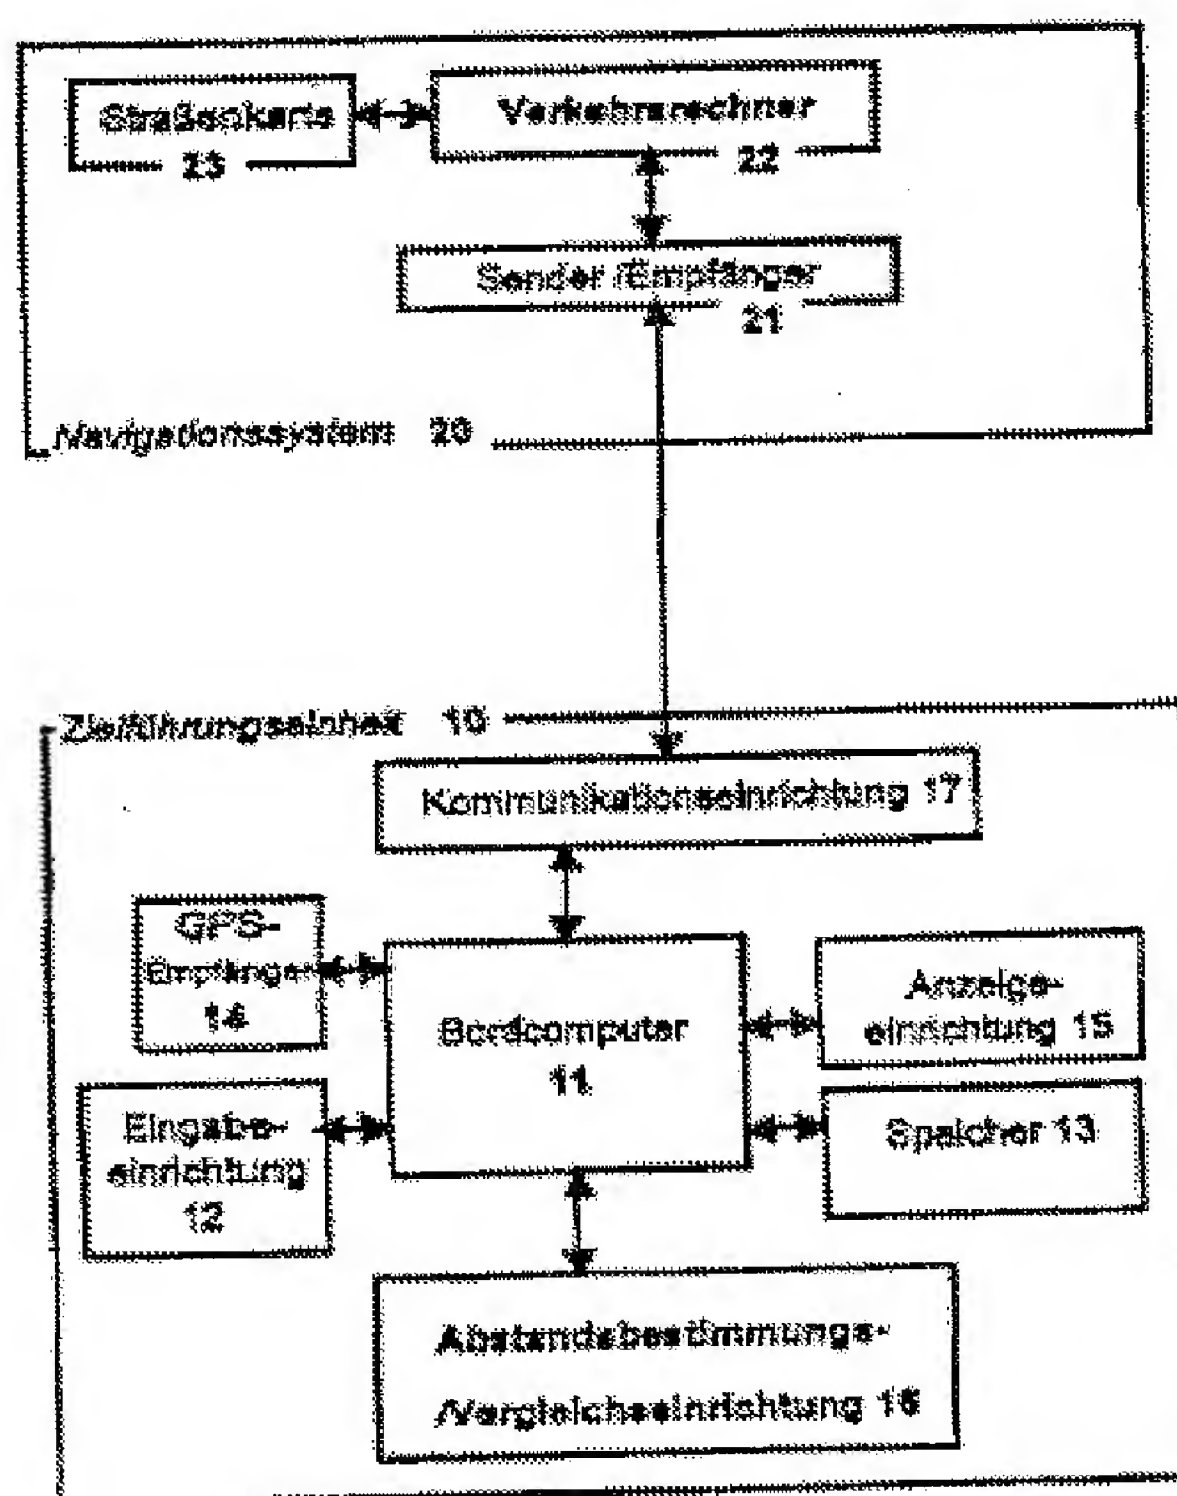 Straßenkarte
23
Verkehrsrechner
22
Sender /Empfänger
21
Navigationssystem 20
Zielführungseinheit 10
Kommunikationseinrichtung 17
GPS-
Empfänger
14
Bordcomputer
11
Anzeige-
einrichtung 15
Eingabe-
einrichtung
12
Speicher 13
Abstandsbestimmungs-
/Vergleichseinrichtung 16